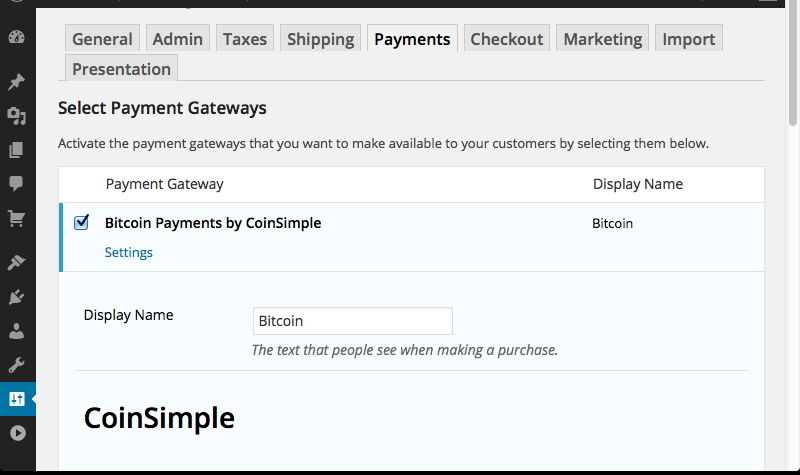 General Admin Taxes Shipping Payments Checkout Marketing Import
Presentation
Select Payment Gateways
Activate the payment gateways that you want to make available to your customers by selecting them below.
Payment Gateway Display Name
Bitcoin Payments by CoinSimple Bitcoin
Settings
Display Name Bitcoin
The text that people see when making a purchase.
CoinSimple